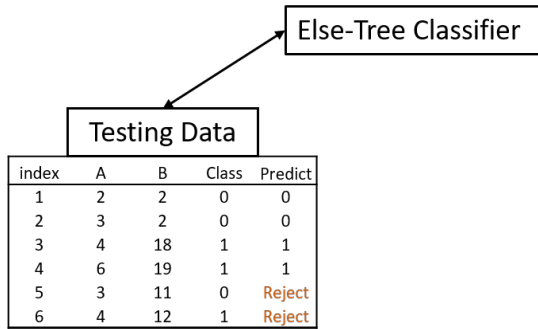 Else-Tree Classifier
Testing Data
index A B Class Predict
1 2 2 0 0
2 3 2 0 0
3 4 18 1 1
4 6 19 1 1
5 3 11 0 Reject
6 4 12 1 Reject